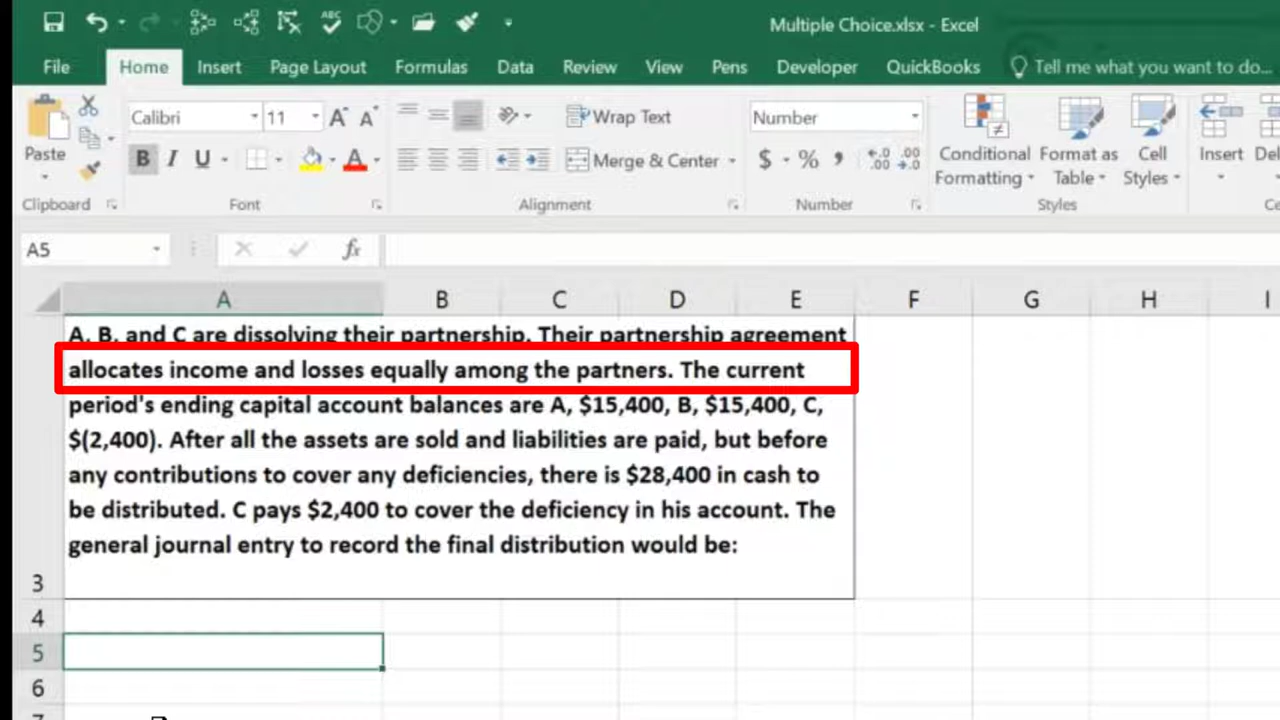 Multiple Choice.xlsx - Excel
File Home Insert Page Layout Formulas Data Review View Pens Developer QuickBooks Tell me what you want to do...
ABC
Calibri 11 A A Wrap Text Number
Paste B I U A Merge & Center $ % , .0 .00 .00 .0 Conditional Formatting Format as Table Cell Styles Insert
Clipboard Font Alignment Number Styles
A5 fx
A B C D E F G H I
A, B, and C are dissolving their partnership. Their partnership agreement
allocates income and losses equally among the partners. The current
period's ending capital account balances are A, $15,400, B, $15,400, C,
$(2,400). After all the assets are sold and liabilities are paid, but before
any contributions to cover any deficiencies, there is $28,400 in cash to
be distributed. C pays $2,400 to cover the deficiency in his account. The
general journal entry to record the final distribution would be:
3
4
5
6